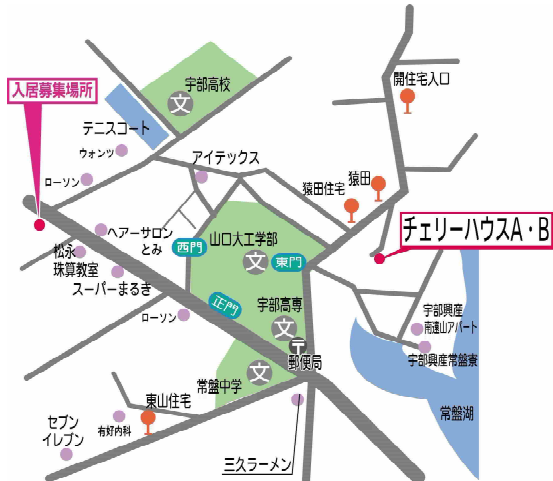 宇部高校
文
開住宅入口
入居募集場所
テニスコート
ウォンツ
アイテックス
ローソン
猿田
猿田住宅
チェリーハウスA・B
ヘアーサロン
とみ
山口大工学部
西門
文
東門
松永
珠算教室
スーパーまるき
正門
ローソン
宇部高専
文
〒
郵便局
宇部興産
南遠山アパート
宇部興産常盤寮
常盤中学
文
東山住宅
有好内科
常盤湖
セブン
イレブン
三久ラーメン